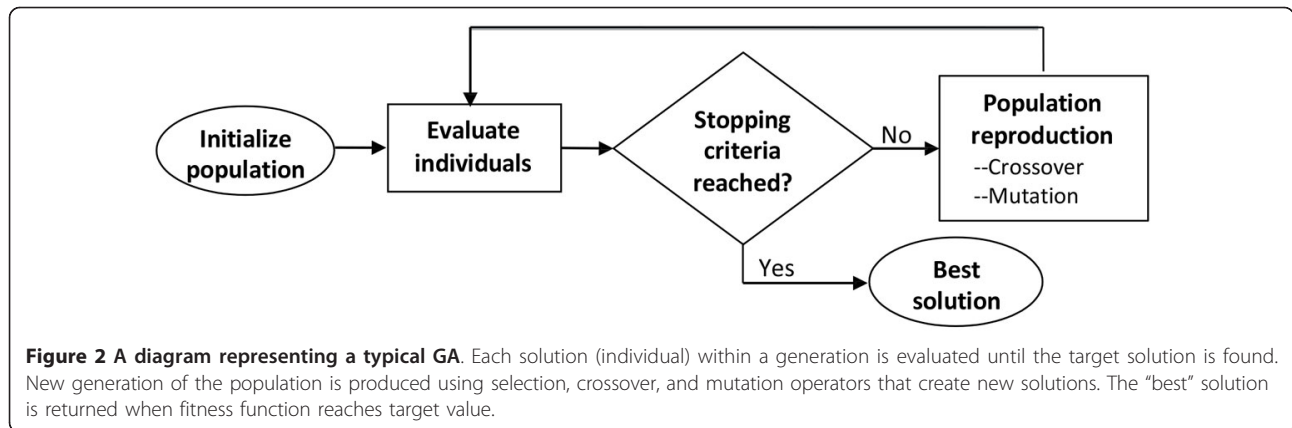 Initialize
population
Evaluate
individuals
Stopping
criteria
reached?
No
Population
reproduction
--Crossover
--Mutation
Yes
Best
solution
Figure 2 A diagram representing a typical GA. Each solution (individual) within a generation is evaluated until the target solution is found.
New generation of the population is produced using selection, crossover, and mutation operators that create new solutions. The “best” solution
is returned when fitness function reaches target value.